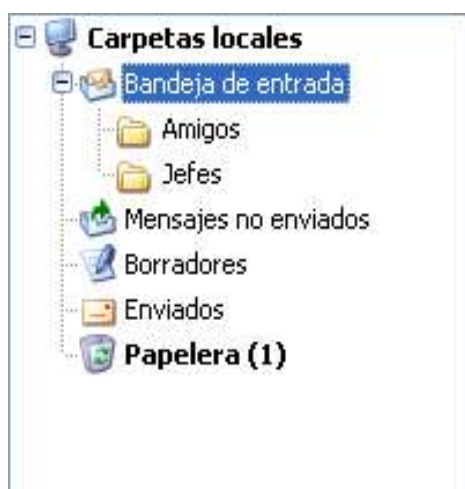 Carpetas locales
Bandeja de entrada
Amigos
Jefes
Mensajes no enviados
Borradores
Enviados
Papelera (1)